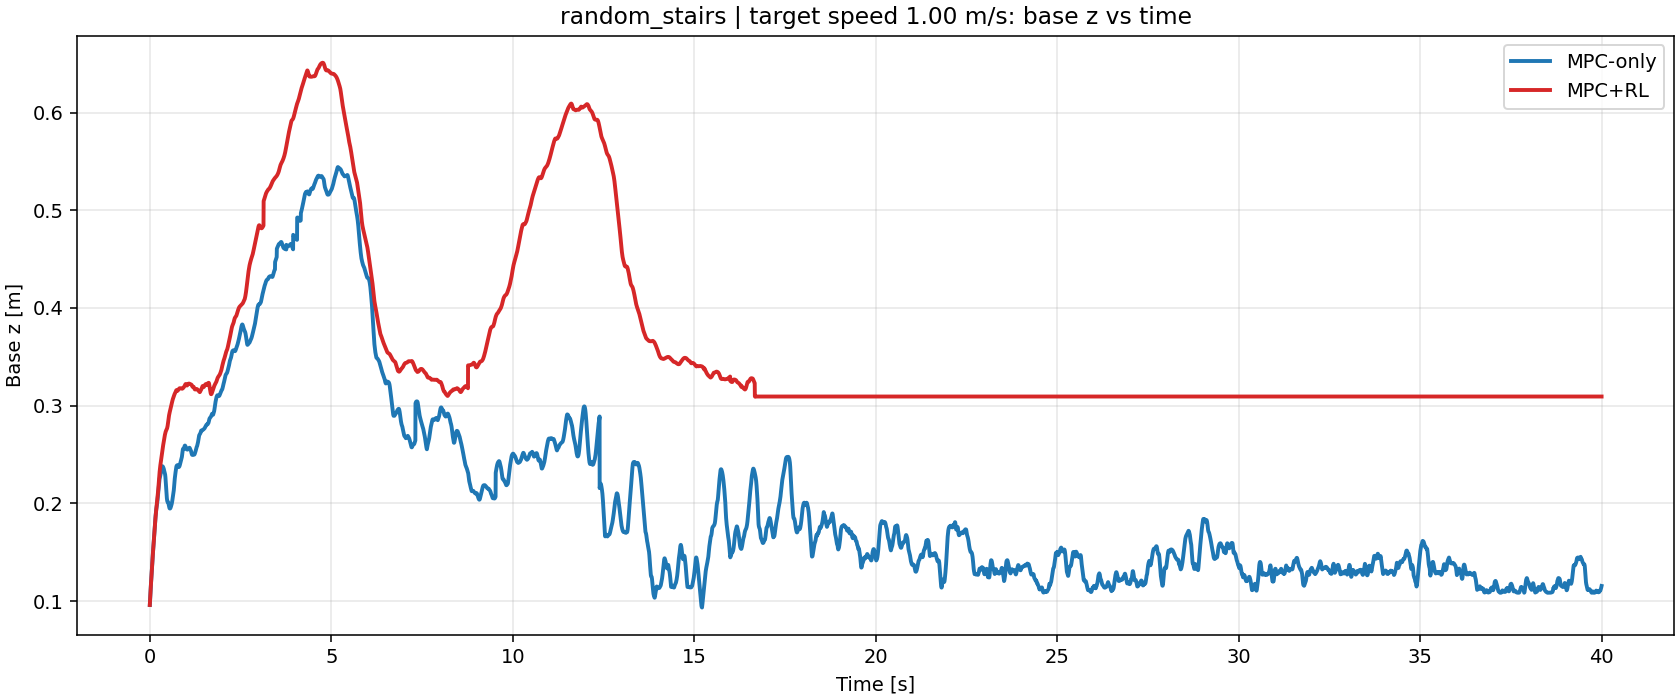 random_stairs | target speed 1.00 m/s: base z vs time
MPC-only
MPC+RL
Base z [m]
0.6
0.5
0.4
0.3
0.2
0.1
0 5 10 15 20 25 30 35 40
Time [s]